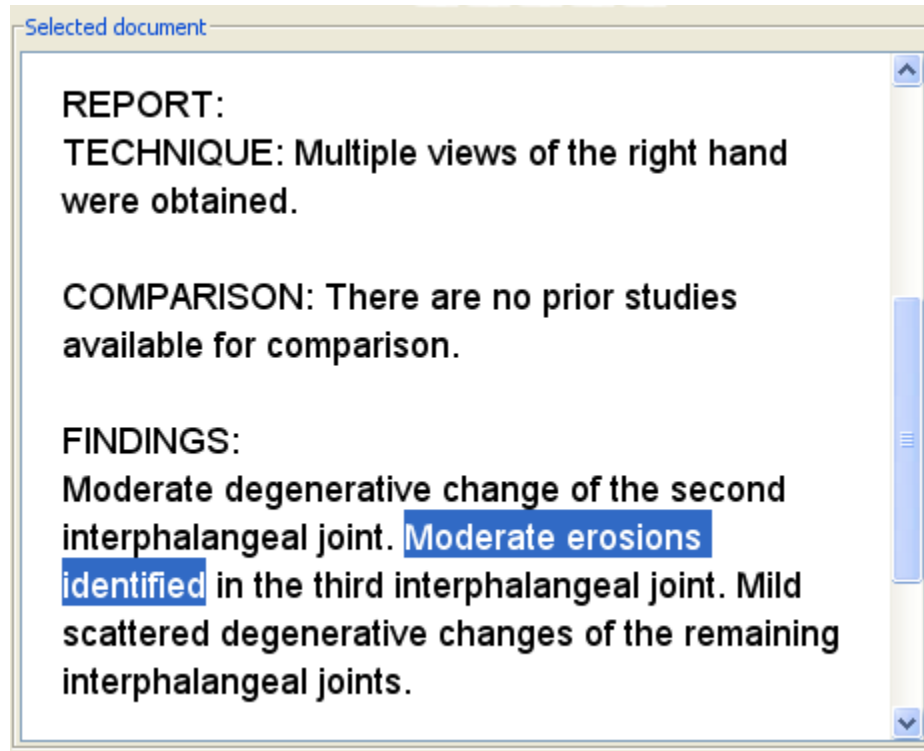 Selected document
REPORT:
TECHNIQUE: Multiple views of the right hand
were obtained.
COMPARISON: There are no prior studies
available for comparison.
FINDINGS:
Moderate degenerative change of the second
interphalangeal joint. Moderate erosions
identified in the third interphalangeal joint. Mild
scattered degenerative changes of the remaining
interphalangeal joints.